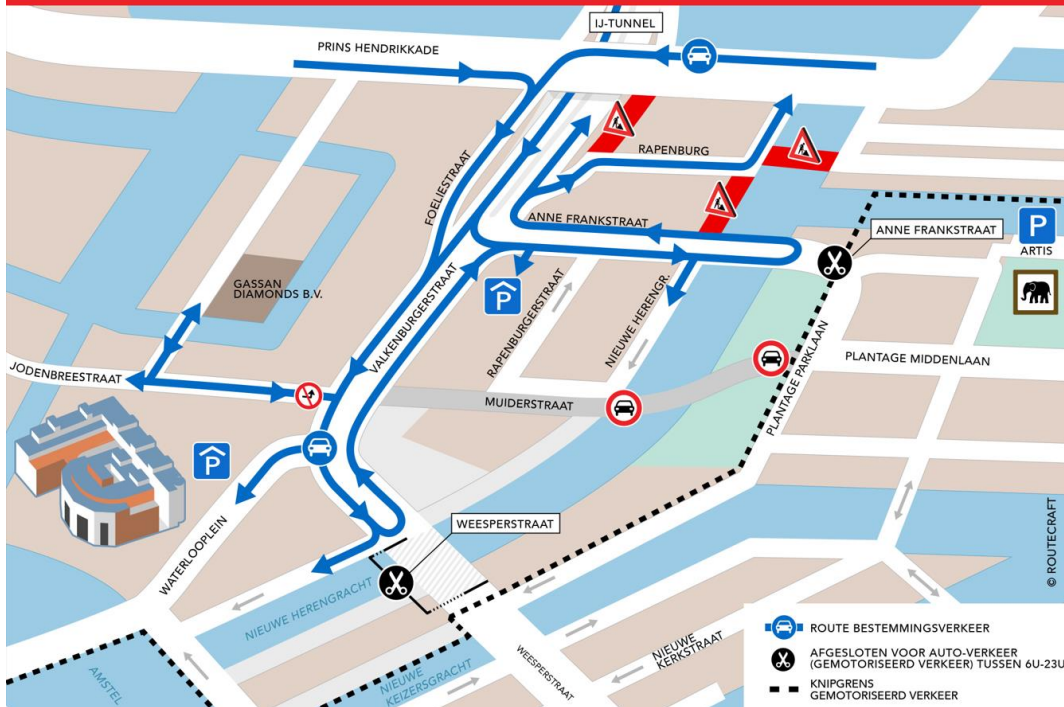 IJ-TUNNEL
PRINS HENDRIKKADE
RAPENBURG
FOELIESTRAAT
ANNE FRANKSTRAAT
ANNE FRANKSTRAAT
P
ARTIS
GASSAN
DIAMONDS B.V.
VALKENBURGERSTRAAT
P
RAPENBURGERSTRAAT
NIEUWE HERENGR.
PLANTAGE PARKLAAN
PLANTAGE MIDDENLAAN
JODENBREESTRAAT
MUIDERSTRAAT
P
WEESPERSTRAAT
WATERLOOPLEIN
NIEUWE HERENGRACHT
AMSTEL
NIEUWE
KEIZERSGRACHT
WEESPERSTRAAT
NIEUWE
KERKSTRAAT
© ROUTECRAFT
ROUTE BESTEMMINGSVERKEER
AFGESLOTEN VOOR AUTO-VERKEER
(GEMOTORISEERD VERKEER) TUSSEN 6U-23U
KNIPGRENS
GEMOTORISEERD VERKEER